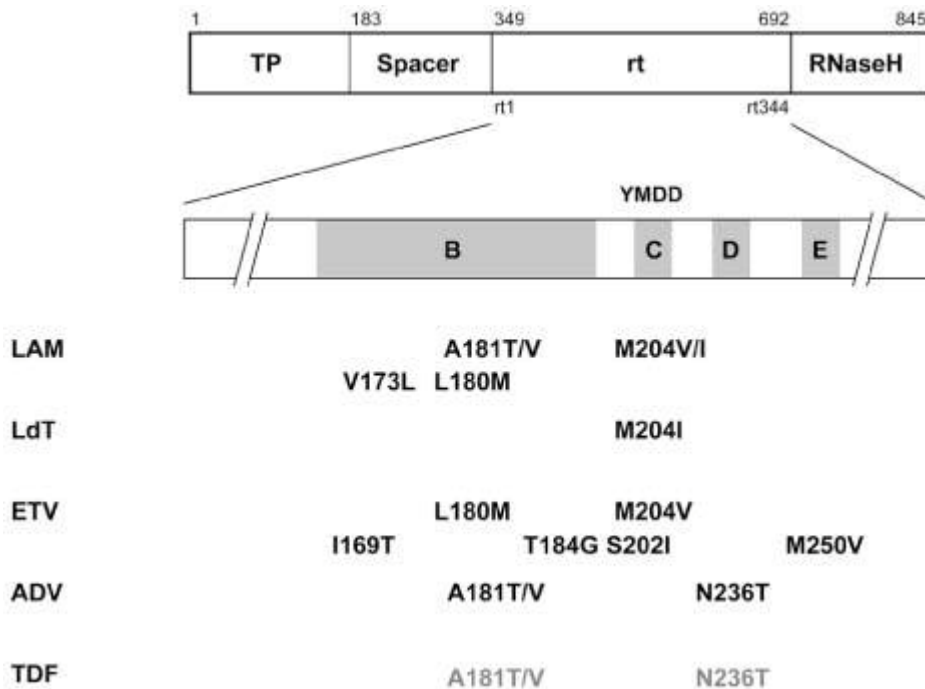 1 183 349 692 845
TP Spacer rt RNaseH
rt1 rt344
YMDD
B C D E
LAM A181T/V M204V/I
V173L L180M
LdT M204I
ETV L180M M204V
I169T T184G S202I M250V
ADV A181T/V N236T
TDF A181T/V N236T